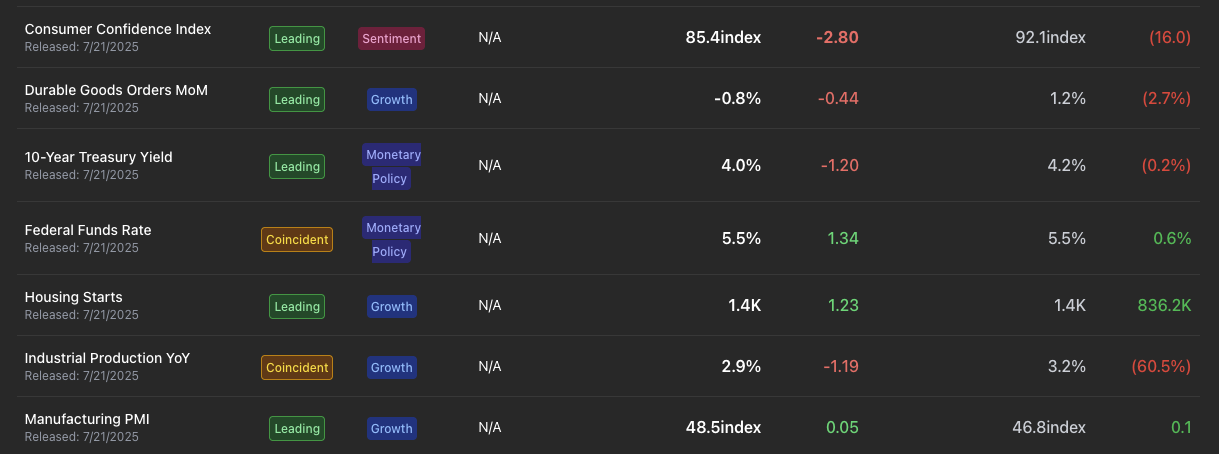 Consumer Confidence Index
Released: 7/21/2025
Leading
Sentiment
N/A
85.4index
-2.80
92.1index
(16.0)
Durable Goods Orders MoM
Released: 7/21/2025
Leading
Growth
N/A
-0.8%
-0.44
1.2%
(2.7%)
10-Year Treasury Yield
Released: 7/21/2025
Leading
Monetary
Policy
N/A
4.0%
-1.20
4.2%
(0.2%)
Federal Funds Rate
Released: 7/21/2025
Coincident
Monetary
Policy
N/A
5.5%
1.34
5.5%
0.6%
Housing Starts
Released: 7/21/2025
Leading
Growth
N/A
1.4K
1.23
1.4K
836.2K
Industrial Production YoY
Released: 7/21/2025
Coincident
Growth
N/A
2.9%
-1.19
3.2%
(60.5%)
Manufacturing PMI
Released: 7/21/2025
Leading
Growth
N/A
48.5index
0.05
46.8index
0.1